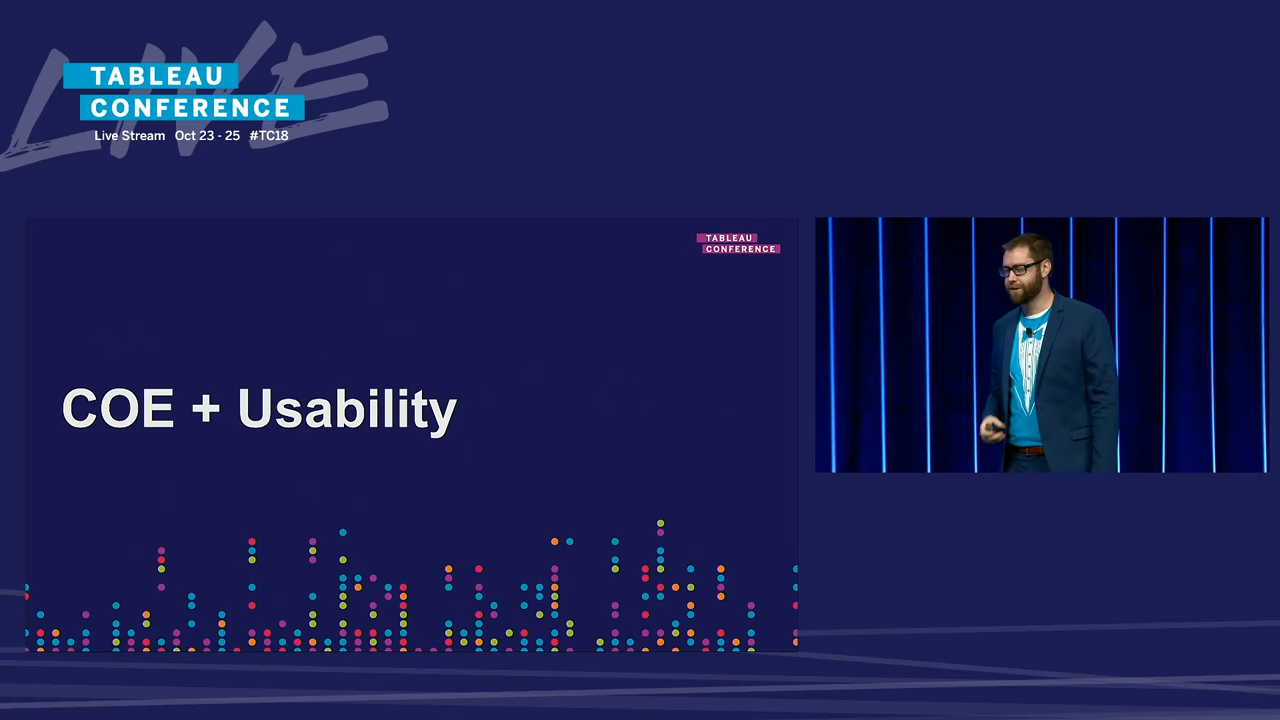 LIVE
TABLEAU
CONFERENCE
Live Stream Oct 23 - 25 #TC18
TABLEAU
CONFERENCE
COE + Usability